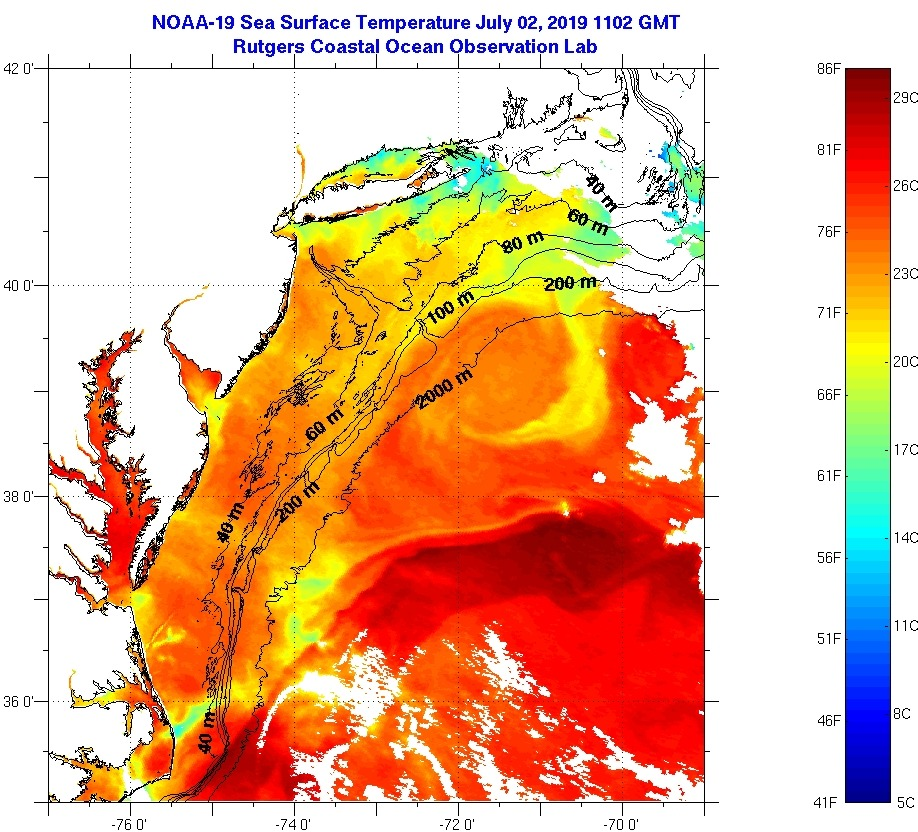 NOAA-19 Sea Surface Temperature July 02, 2019 1102 GMT
Rutgers Coastal Ocean Observation Lab
42 0'
40 0'
38 0'
36 0'
-76 0'
-74 0'
-72 0'
-70 0'
40 m
60 m
80 m
200 m
100 m
2000 m
60 m
200 m
40 m
40 m
86F
81F
76F
71F
66F
61F
56F
51F
46F
41F
29C
26C
23C
20C
17C
14C
11C
8C
5C